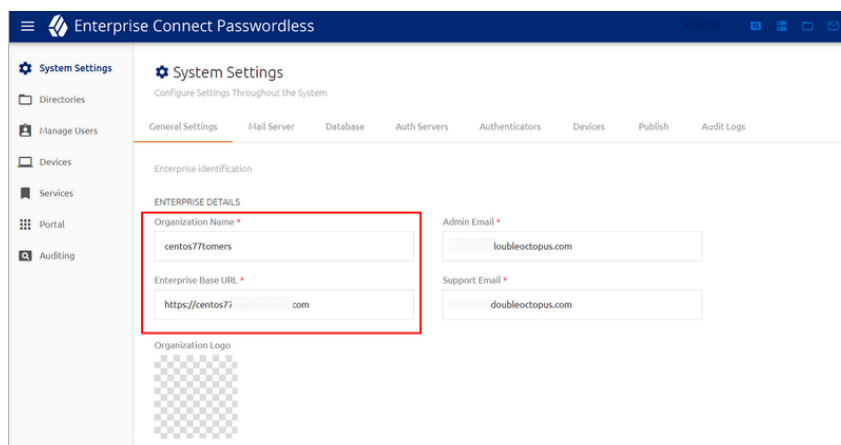 Enterprise Connect Passwordless
System Settings
Directories
Manage Users
Devices
Services
Portal
Auditing
System Settings
Configure Settings Throughout the System
General Settings Mail Server Database Auth Servers Authenticators Devices Publish Audit Logs
Enterprise identification
ENTERPRISE DETAILS
Organization Name * Admin Email *
centos77tomers loubleoctopus.com
Enterprise Base URL * Support Email *
https://centos77 .com doubleoctopus.com
Organization Logo